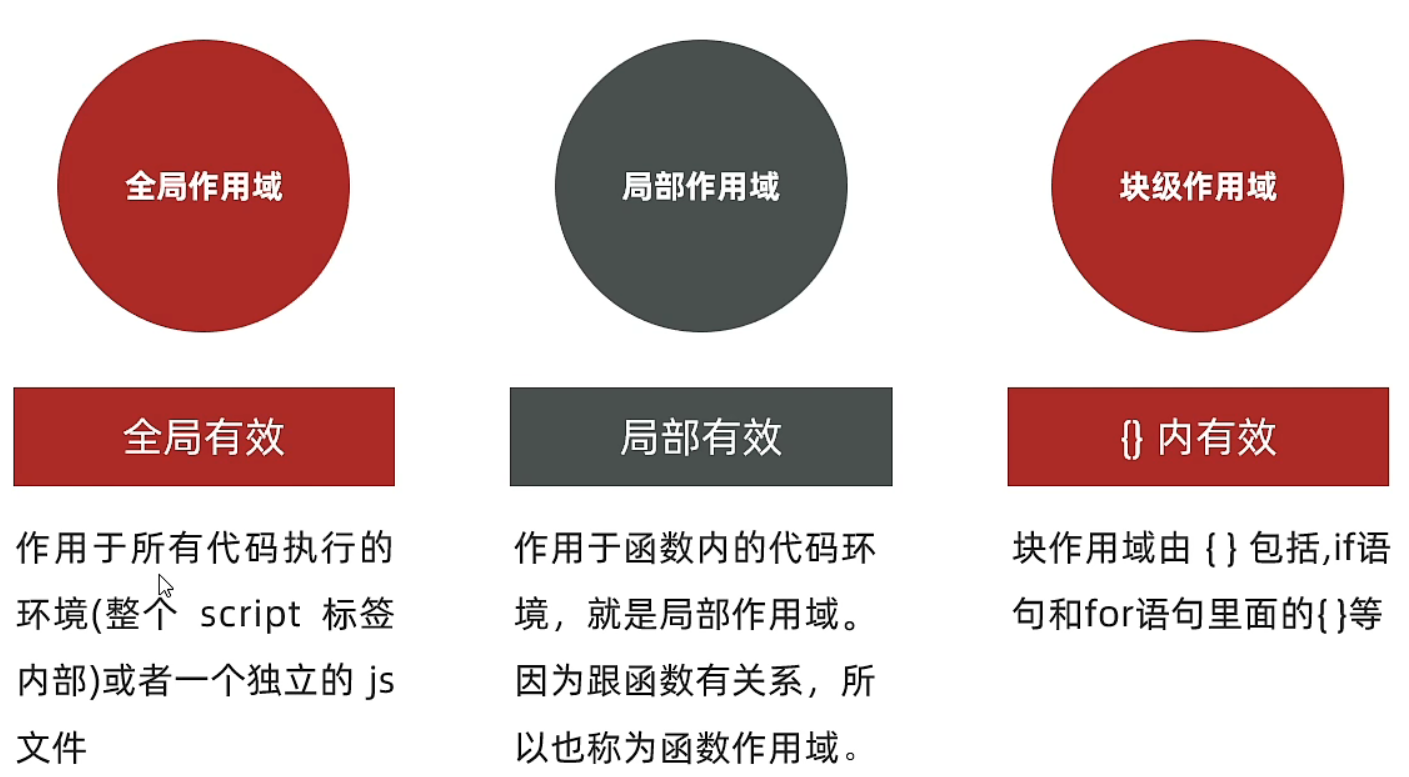 全局作用域
局部作用域
块级作用域
全局有效
局部有效
{} 内有效
作用于所有代码执行的
环境(整个 script 标签
内部)或者一个独立的 js
文件
作用于函数内的代码环
境，就是局部作用域。
因为跟函数有关系，所
以也称为函数作用域。
块作用域由 { } 包括,if语
句和for语句里面的{ }等